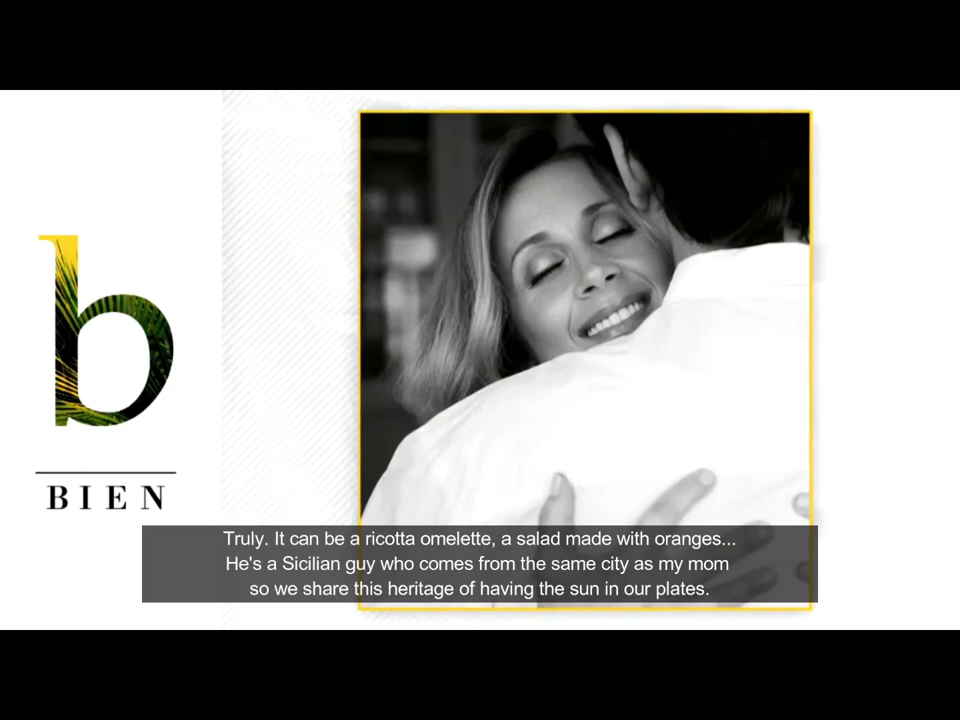 b
BIEN
Truly. It can be a ricotta omelette, a salad made with oranges...
He's a Sicilian guy who comes from the same city as my mom
so we share this heritage of having the sun in our plates.